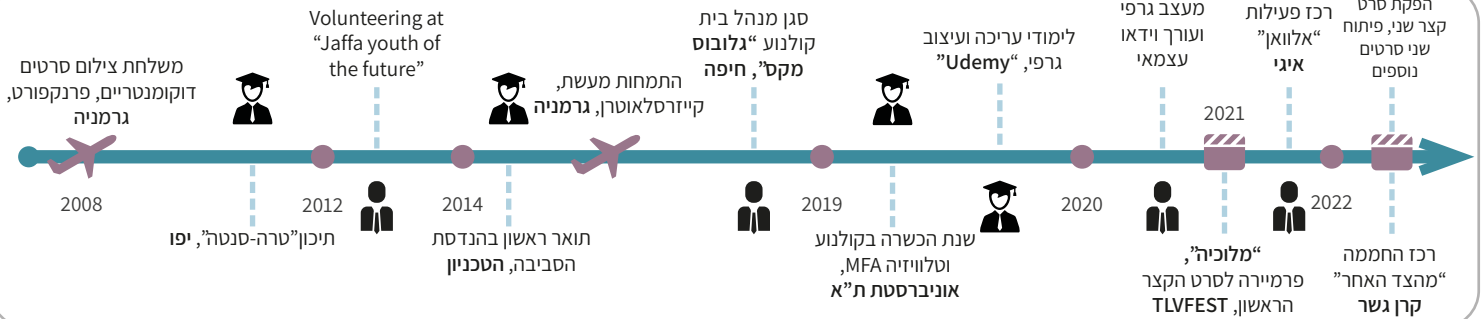 משלחת צילום סרטים
דוקומנטריים, פרנקפורט,
גרמניה
2008
תיכון"טרה-סנטה", יפו
2012
Volunteering at
“Jaffa youth of
the future”
2014
תואר ראשון בהנדסת
הסביבה, הטכניון
התמחות מעשת,
קייזרסלאוטרן, גרמניה
סגן מנהל בית
קולנוע “גלובוס
מקס”, חיפה
2019
שנת הכשרה בקולנוע
וטלוויזיה MFA,
אוניברסטת ת”א
לימודי עריכה ועיצוב
גרפי, “Udemy”
2020
מעצב גרפי
ועורך וידאו
עצמאי
2021
“מלוכיה”,
פרמיירה לסרט הקצר
הראשון, TLVFEST
רכז פעילות
“אלוואן”
איגי
2022
הפקת סרט
קצר שני, פיתוח
שני סרטים
נוספים
רכז החממה
“מהצד האחר”
קרן גשר